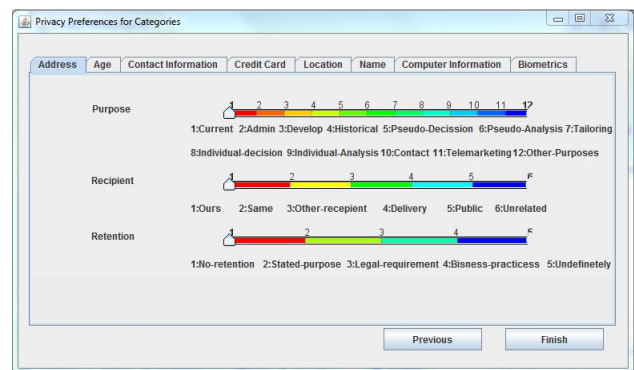 Privacy Preferences for Categories
Address Age Contact Information Credit Card Location Name Computer Information Biometrics
Purpose 1 2 3 4 5 6 7 8 9 10 11 12
1:Current 2:Admin 3:Develop 4:Historical 5:Pseudo-Decission 6:Pseudo-Analysis 7:Tailoring
8:Individual-decision 9:Individual-Analysis 10:Contact 11:Telemarketing 12:Other-Purposes
Recipient 1 2 3 4 5 6
1:Ours 2:Same 3:Other-recepient 4:Delivery 5:Public 6:Unrelated
Retention 1 2 3 4 5
1:No-retention 2:Stated-purpose 3:Legal-requirement 4:Bisness-practicess 5:Undefinetely
Previous Finish